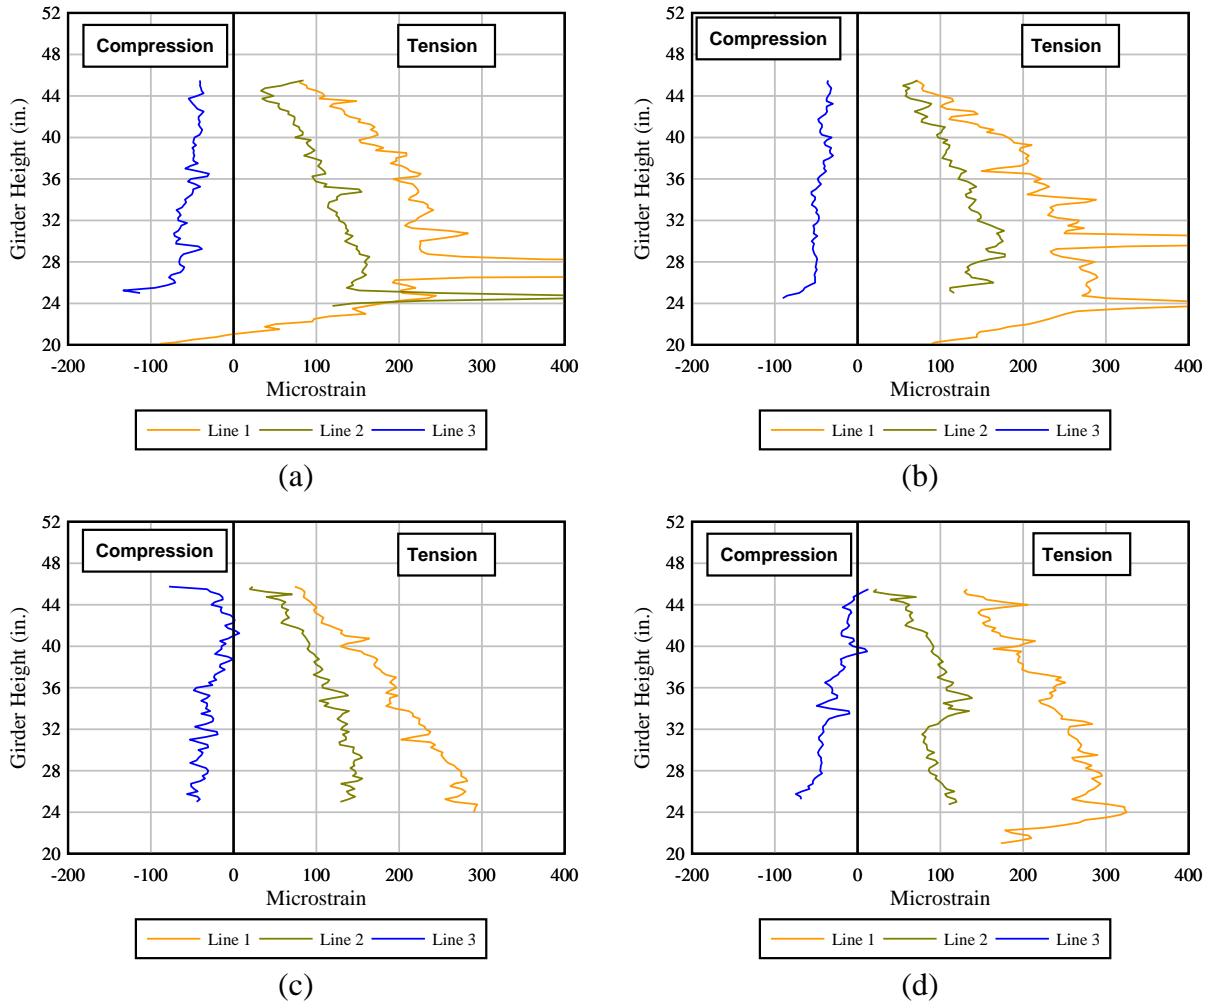 52
48
44
40
36
32
28
24
20
Girder Height (in.)
Compression
Tension
-200 -100 0 100 200 300 400
Microstrain
Line 1 Line 2 Line 3
(a)
52
48
44
40
36
32
28
24
20
Girder Height (in.)
Compression
Tension
-200 -100 0 100 200 300 400
Microstrain
Line 1 Line 2 Line 3
(b)
52
48
44
40
36
32
28
24
20
Girder Height (in.)
Compression
Tension
-200 -100 0 100 200 300 400
Microstrain
Line 1 Line 2 Line 3
(c)
52
48
44
40
36
32
28
24
20
Girder Height (in.)
Compression
Tension
-200 -100 0 100 200 300 400
Microstrain
Line 1 Line 2 Line 3
(d)